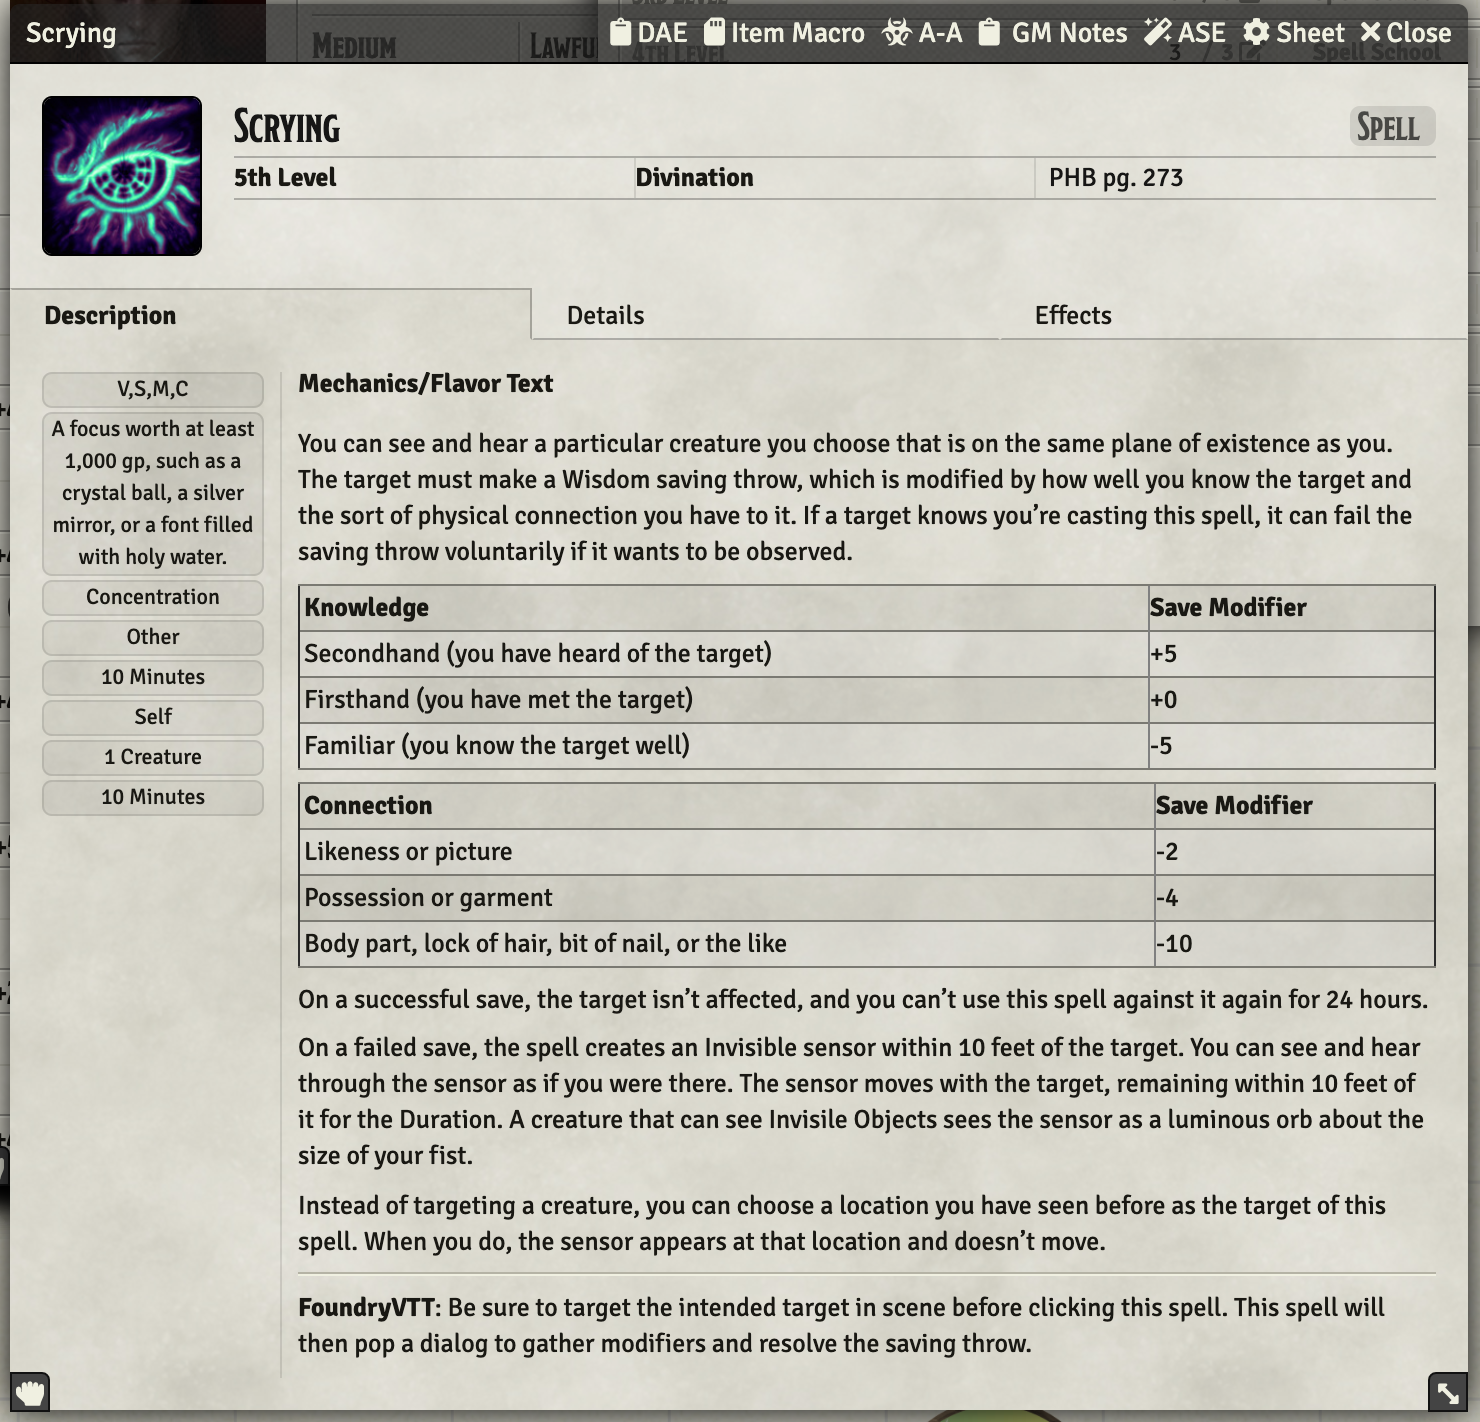 Scrying
DAE Item Macro A-A GM Notes ASE Sheet Close
MEDIUM LAWFU 4TH LEVEL 3 / 3 Spell School
SCRYING
SPELL
5th Level Divination PHB pg. 273
Description Details Effects
V,S,M,C
A focus worth at least
1,000 gp, such as a
crystal ball, a silver
mirror, or a font filled
with holy water.
Concentration
Other
10 Minutes
Self
1 Creature
10 Minutes
Mechanics/Flavor Text
You can see and hear a particular creature you choose that is on the same plane of existence as you.
The target must make a Wisdom saving throw, which is modified by how well you know the target and
the sort of physical connection you have to it. If a target knows you’re casting this spell, it can fail the
saving throw voluntarily if it wants to be observed.
Knowledge Save Modifier
Secondhand (you have heard of the target) +5
Firsthand (you have met the target) +0
Familiar (you know the target well) -5
Connection Save Modifier
Likeness or picture -2
Possession or garment -4
Body part, lock of hair, bit of nail, or the like -10
On a successful save, the target isn’t affected, and you can’t use this spell against it again for 24 hours.
On a failed save, the spell creates an Invisible sensor within 10 feet of the target. You can see and hear
through the sensor as if you were there. The sensor moves with the target, remaining within 10 feet of
it for the Duration. A creature that can see Invisile Objects sees the sensor as a luminous orb about the
size of your fist.
Instead of targeting a creature, you can choose a location you have seen before as the target of this
spell. When you do, the sensor appears at that location and doesn’t move.
FoundryVTT: Be sure to target the intended target in scene before clicking this spell. This spell will
then pop a dialog to gather modifiers and resolve the saving throw.